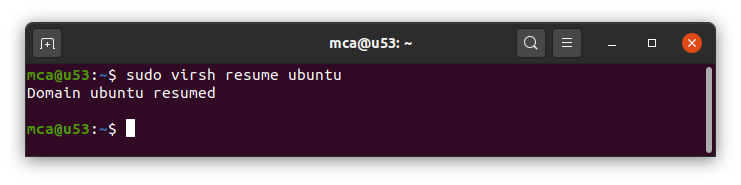 mca@u53: ~
mca@u53:~$ sudo virsh resume ubuntu
Domain ubuntu resumed
mca@u53:~$